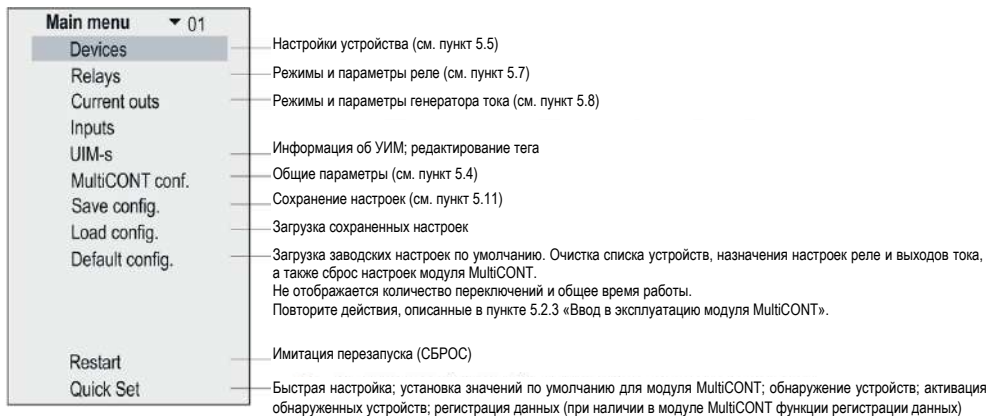 Main menu ▼ 01
Devices
Настройки устройства (см. пункт 5.5)
Relays
Режимы и параметры реле (см. пункт 5.7)
Current outs
Режимы и параметры генератора тока (см. пункт 5.8)
Inputs
UIM-s
Информация об УИМ; редактирование тега
MultiCONT conf.
Общие параметры (см. пункт 5.4)
Save config.
Сохранение настроек (см. пункт 5.11)
Load config.
Загрузка сохраненных настроек
Default config.
Загрузка заводских настроек по умолчанию. Очистка списка устройств, назначения настроек реле и выходов тока,
а также сброс настроек модуля MultiCONT.
Не отображается количество переключений и общее время работы.
Повторите действия, описанные в пункте 5.2.3 «Ввод в эксплуатацию модуля MultiCONT».
Restart
Имитация перезапуска (СБРОС)
Quick Set
Быстрая настройка; установка значений по умолчанию для модуля MultiCONT; обнаружение устройств; активация
обнаруженных устройств; регистрация данных (при наличии в модуле MultiCONT функции регистрации данных)